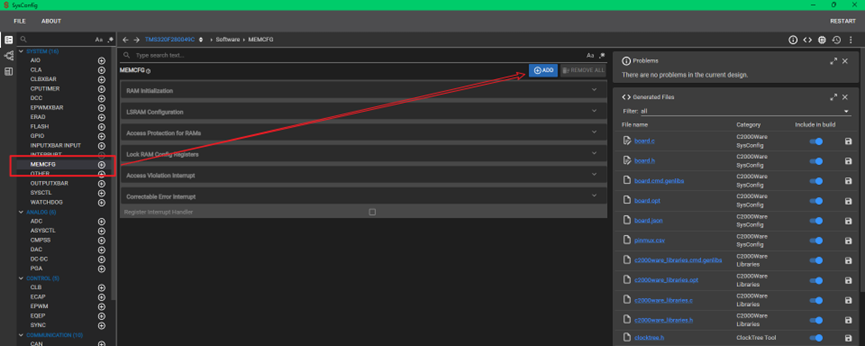 SysConfig
FILE ABOUT RESTART
Aa .*
TMS320F280049C > Software > MEMCFG
SYSTEM (16)
AIO
CLA
CLBXBAR
CPUTIMER
DCC
EPWMXBAR
ERAD
FLASH
GPIO
INPUTXBAR INPUT
INTERRUPT
MEMCFG
OTHER
OUTPUTXBAR
SYSCTL
WATCHDOG
ANALOG (6)
ADC
ASYSCTL
CMPSS
DAC
DC-DC
PGA
CONTROL (5)
CLB
ECAP
EPWM
EQEP
SYNC
COMMUNICATION (10)
CAN
Type search text... Aa .*
MEMCFG ADD REMOVE ALL
RAM Initialization
LSRAM Configuration
Access Protection for RAMs
Lock RAM Config Registers
Access Violation Interrupt
Correctable Error Interrupt
Register Interrupt Handler
Problems
There are no problems in the current design.
Generated Files
Filter: all
File name Category Include in build
board.c C2000Ware SysConfig
board.h C2000Ware SysConfig
board.cmd.genlibs C2000Ware SysConfig
board.opt C2000Ware SysConfig
board.json C2000Ware SysConfig
pinmux.csv C2000Ware SysConfig
c2000ware_libraries.cmd.genlibs C2000Ware Libraries
c2000ware_libraries.opt C2000Ware Libraries
c2000ware_libraries.c C2000Ware Libraries
c2000ware_libraries.h C2000Ware Libraries
clocktree.h ClockTree Tool